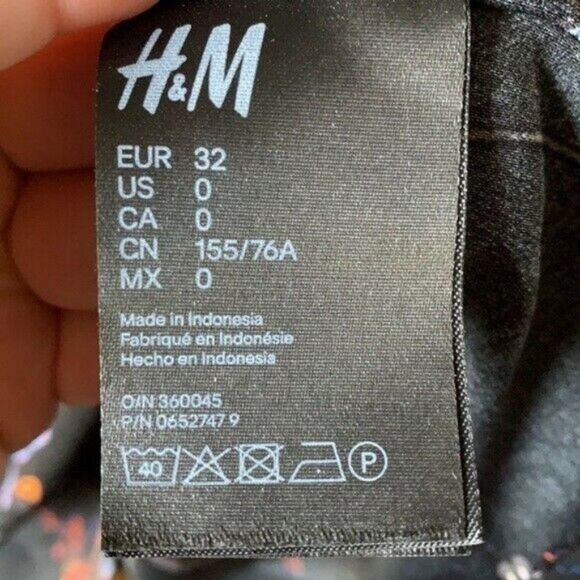 H&M
EUR 32
US 0
CA 0
CN 155/76A
MX 0
Made in Indonesia
Fabriqué en Indonésie
Hecho en Indonesia
O/N 360045
P/N 0652747 9
40 P